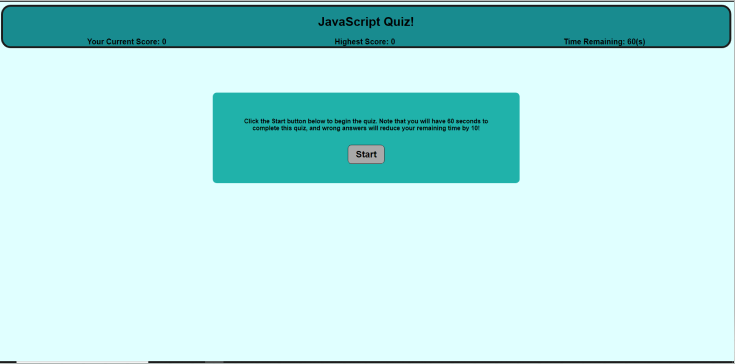 JavaScript Quiz!
Your Current Score: 0 Highest Score: 0 Time Remaining: 60(s)
Click the Start button below to begin the quiz. Note that you will have 60 seconds to
complete this quiz, and wrong answers will reduce your remaining time by 10!
Start